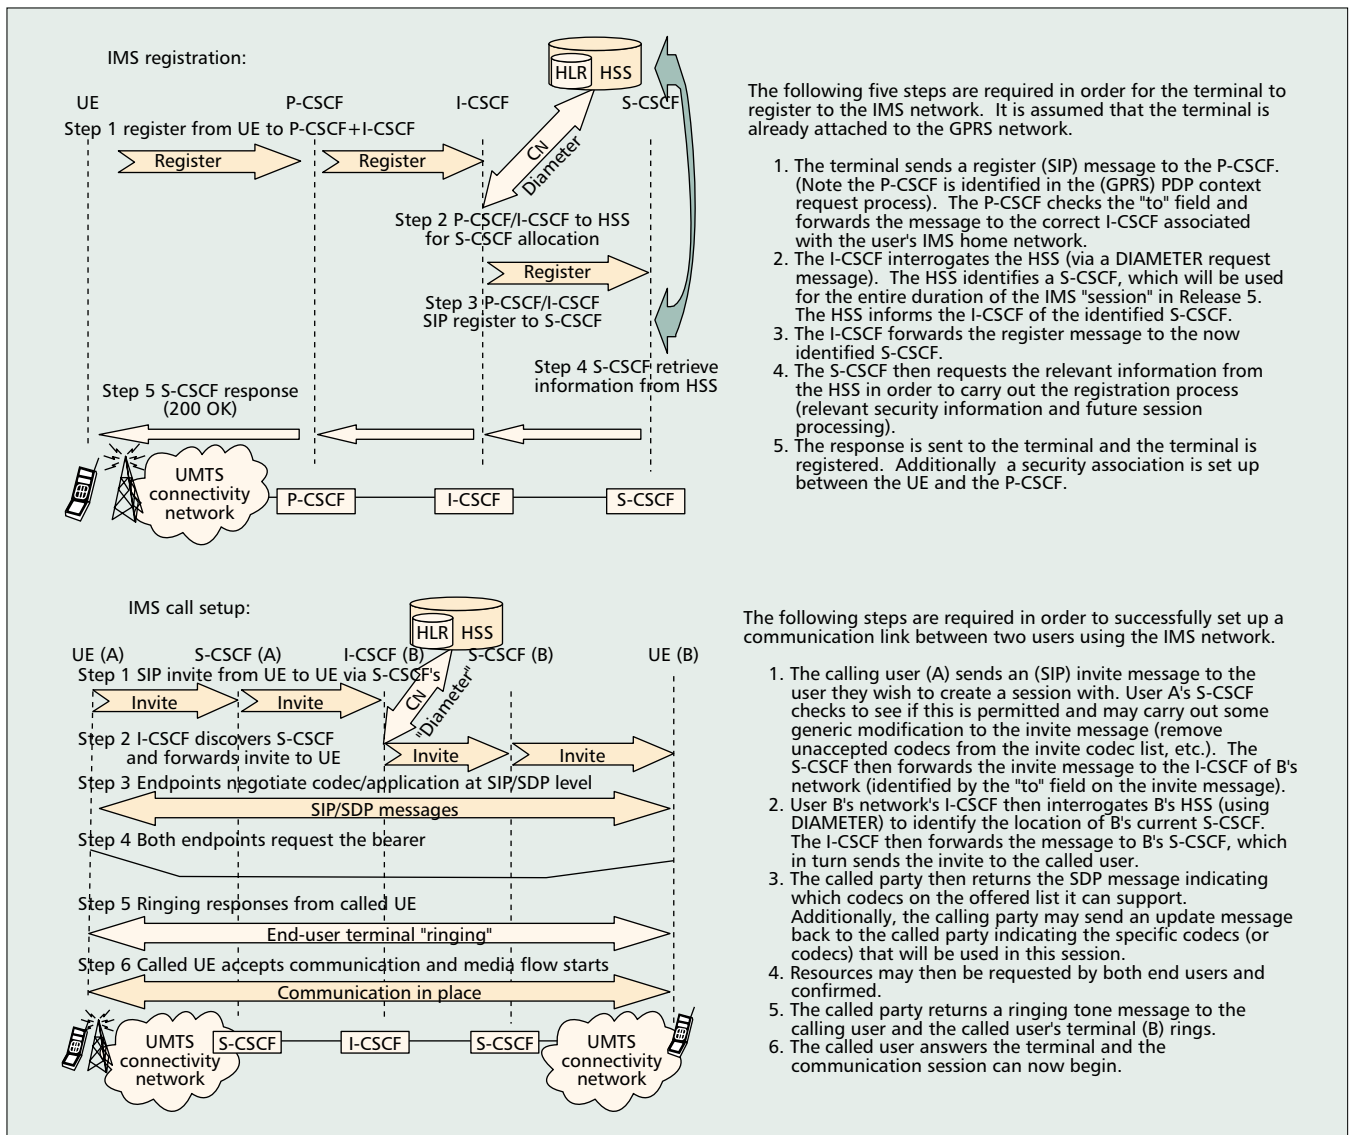 IMS registration:
HLR HSS
UE P-CSCF I-CSCF S-CSCF
Step 1 register from UE to P-CSCF+I-CSCF
Register Register
CN
Diameter
Step 2 P-CSCF/I-CSCF to HSS
for S-CSCF allocation
Register
Step 3 P-CSCF/I-CSCF
SIP register to S-CSCF
Step 4 S-CSCF retrieve
information from HSS
Step 5 S-CSCF response
(200 OK)
UMTS
connectivity
network
P-CSCF I-CSCF S-CSCF
The following five steps are required in order for the terminal to
register to the IMS network. It is assumed that the terminal is
already attached to the GPRS network.
1. The terminal sends a register (SIP) message to the P-CSCF.
(Note the P-CSCF is identified in the (GPRS) PDP context
request process). The P-CSCF checks the "to" field and
forwards the message to the correct I-CSCF associated
with the user's IMS home network.
2. The I-CSCF interrogates the HSS (via a DIAMETER request
message). The HSS identifies a S-CSCF, which will be used
for the entire duration of the IMS "session" in Release 5.
The HSS informs the I-CSCF of the identified S-CSCF.
3. The I-CSCF forwards the register message to the now
identified S-CSCF.
4. The S-CSCF then requests the relevant information from
the HSS in order to carry out the registration process
(relevant security information and future session
processing).
5. The response is sent to the terminal and the terminal is
registered. Additionally a security association is set up
between the UE and the P-CSCF.
IMS call setup:
HLR HSS
UE (A) S-CSCF (A) I-CSCF (B) S-CSCF (B) UE (B)
Step 1 SIP invite from UE to UE via S-CSCF's
Invite Invite
CN
"Diameter"
Step 2 I-CSCF discovers S-CSCF
and forwards invite to UE
Invite Invite
Step 3 Endpoints negotiate codec/application at SIP/SDP level
SIP/SDP messages
Step 4 Both endpoints request the bearer
Step 5 Ringing responses from called UE
End-user terminal "ringing"
Step 6 Called UE accepts communication and media flow starts
Communication in place
UMTS
connectivity
network
S-CSCF I-CSCF S-CSCF
UMTS
connectivity
network
The following steps are required in order to successfully set up a
communication link between two users using the IMS network.
1. The calling user (A) sends an (SIP) invite message to the
user they wish to create a session with. User A's S-CSCF
checks to see if this is permitted and may carry out some
generic modification to the invite message (remove
unaccepted codecs from the invite codec list, etc.). The
S-CSCF then forwards the invite message to the I-CSCF of B's
network (identified by the "to" field on the invite message).
2. User B's network's I-CSCF then interrogates B's HSS (using
DIAMETER) to identify the location of B's current S-CSCF.
The I-CSCF then forwards the message to B's S-CSCF, which
in turn sends the invite to the called user.
3. The called party then returns the SDP message indicating
which codecs on the offered list it can support.
Additionally, the calling party may send an update message
back to the called party indicating the specific codecs (or
codecs) that will be used in this session.
4. Resources may then be requested by both end users and
confirmed.
5. The called party returns a ringing tone message to the
calling user and the called user's terminal (B) rings.
6. The called user answers the terminal and the
communication session can now begin.